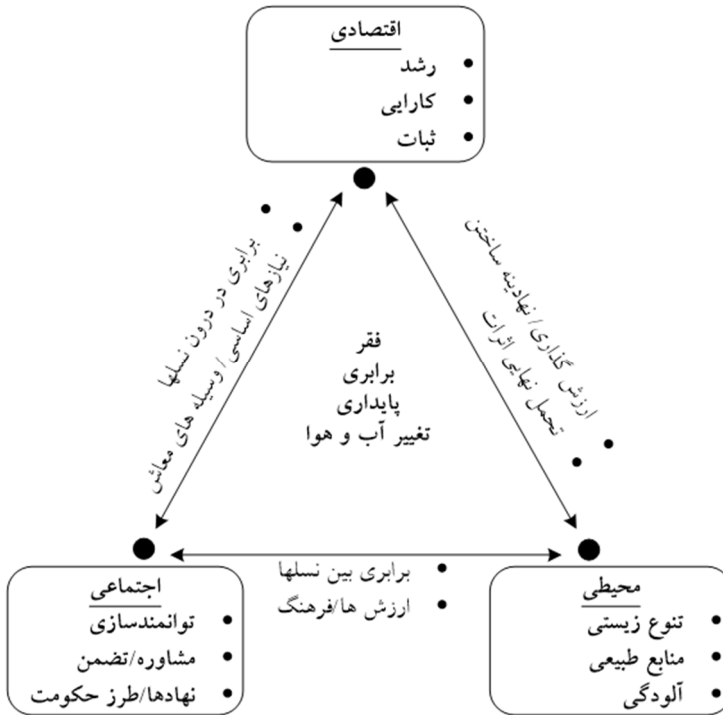 اقتصادی
• رشد
• کارایی
• ثبات
• برابری در درون نسلها
• نیازهای اساسی/وسیله های معاش
• ارزش گذاری/نهادینه ساختن
• تحمل نهایی اثرات
فقر
برابری
پایداری
تغییر آب و هوا
• برابری بین نسلها
• ارزش ها/فرهنگ
محیطی
• تنوع زیستی
• منابع طبیعی
• آلودگی
اجتماعی
• توانمندسازی
• مشاوره/تضمن
• نهادها/طرز حکومت